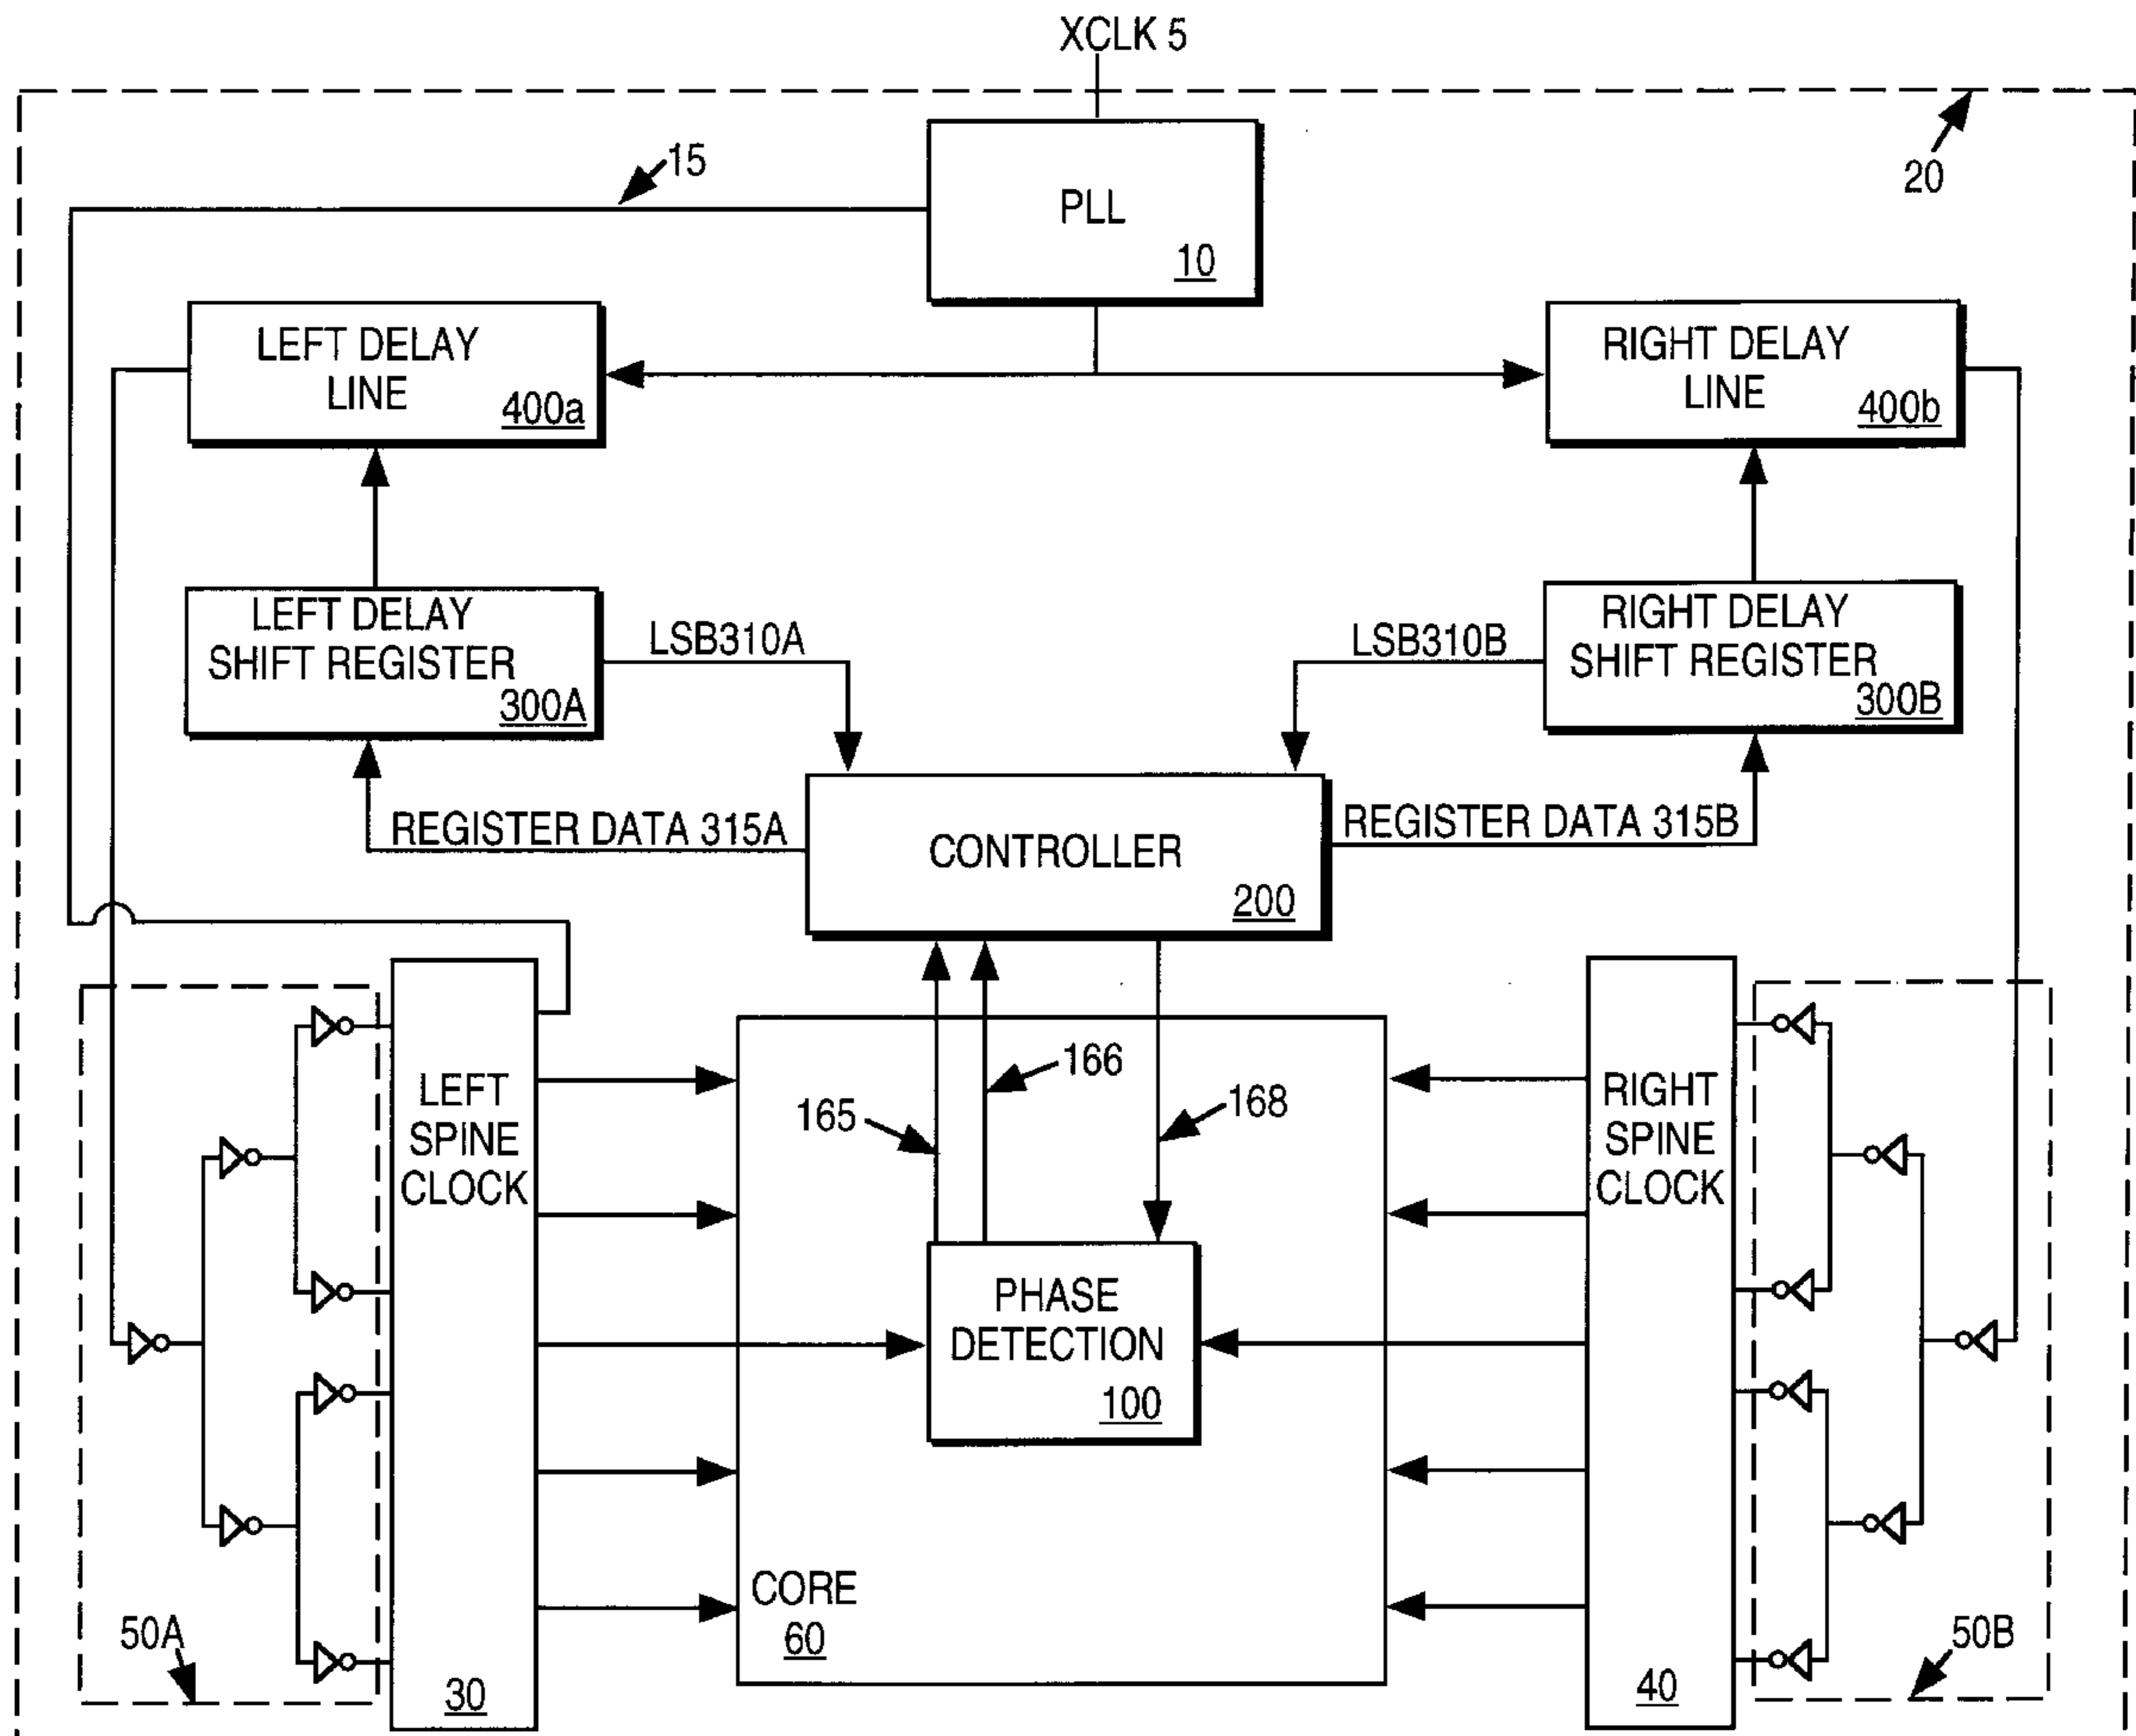 XCLK 5
20
15
PLL
10
LEFT DELAY
LINE
400a
RIGHT DELAY
LINE
400b
LEFT DELAY
SHIFT REGISTER
300A
LSB310A
LSB310B
RIGHT DELAY
SHIFT REGISTER
300B
REGISTER DATA 315A
CONTROLLER
200
REGISTER DATA 315B
LEFT
SPINE
CLOCK
30
165
166
168
PHASE
DETECTION
100
CORE
60
RIGHT
SPINE
CLOCK
40
50A
50B